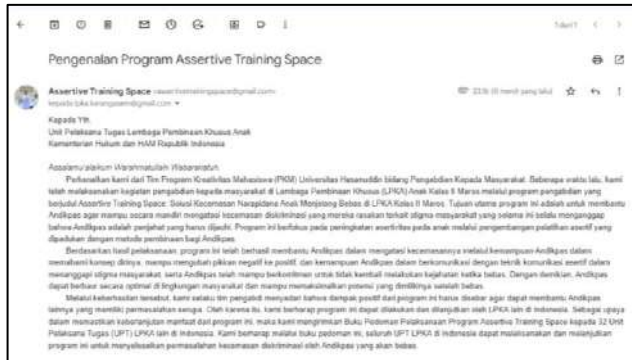 1 dari 1
Pengenalan Program Assertive Training Space
Assertive Training Space
kepada
Kepada Yth.
Unit Pelaksana Tugas Lembaga Pembinaan Khusus Anak
Kementerian Hukum dan HAM Republik Indonesia
Assalamu'alaikum Warahmatullahi Wabarakatuh
Perkenalkan kami dari Tim Program Kreativitas Mahasiswa (PKM) Universitas Hasanuddin bidang Pengabdian Kepada Masyarakat. Beberapa waktu lalu, kami
telah melaksanakan kegiatan pengabdian kepada masyarakat di Lembaga Pembinaan Khusus (LPKA) Anak Kelas II Maros melalui program pengabdian yang
berjudul Assertive Training Space: Solusi Kecemasan Narapidana Anak Menjelang Bebas di LPKA Kelas II Maros. Tujuan utama program ini adalah untuk membantu
Andikpas agar mampu secara mandiri mengatasi kecemasan diskriminasi yang mereka rasakan terkait stigma masyarakat yang selama ini selalu menganggap
bahwa Andikpas adalah penjahat yang harus dijauhi. Program ini berfokus pada peningkatan asertivitas pada anak melalui pengembangan pelatihan asertif yang
dipadukan dengan metode pembinaan bagi Andikpas.
Berdasarkan hasil pelaksanaan, program ini telah berhasil membantu Andikpas dalam mengatasi kecemasannya melalui kemampuan Andikpas dalam
memahami konsep dirinya, mampu mengubah pikiran negatif ke positif, dan kemampuan Andikpas dalam berkomunikasi dengan teknik komunikasi asertif dalam
menanggapi stigma masyarakat, serta Andikpas telah mampu berkomitmen untuk tidak kembali melakukan kejahatan ketika bebas. Dengan demikian, Andikpas
dapat berbaur secara optimal di lingkungan masyarakat dan mampu memaksimalkan potensi yang dimilikinya setelah bebas.
Melalui keberhasilan tersebut, kami selaku tim pengabdi menyadari bahwa dampak positif dari program ini harus disebar agar dapat membantu Andikpas
lainnya yang memiliki permasalahan serupa. Oleh karena itu, kami berharap program ini dapat dilakukan dan dilanjutkan oleh LPKA lain di Indonesia. Sebagai upaya
dalam memastikan keberlanjutan manfaat dari program ini, maka kami mengirimkan Buku Pedoman Pelaksanaan Program Assertive Training Space kepada 32 Unit
Pelaksana Tugas (UPT) LPKA lain di Indonesia. Kami berharap melalui buku pedoman ini, seluruh UPT LPKA di Indonesia dapat melaksanakan dan melanjutkan
program ini untuk menyelesaikan permasalahan kecemasan diskriminasi oleh Andikpas yang akan bebas.